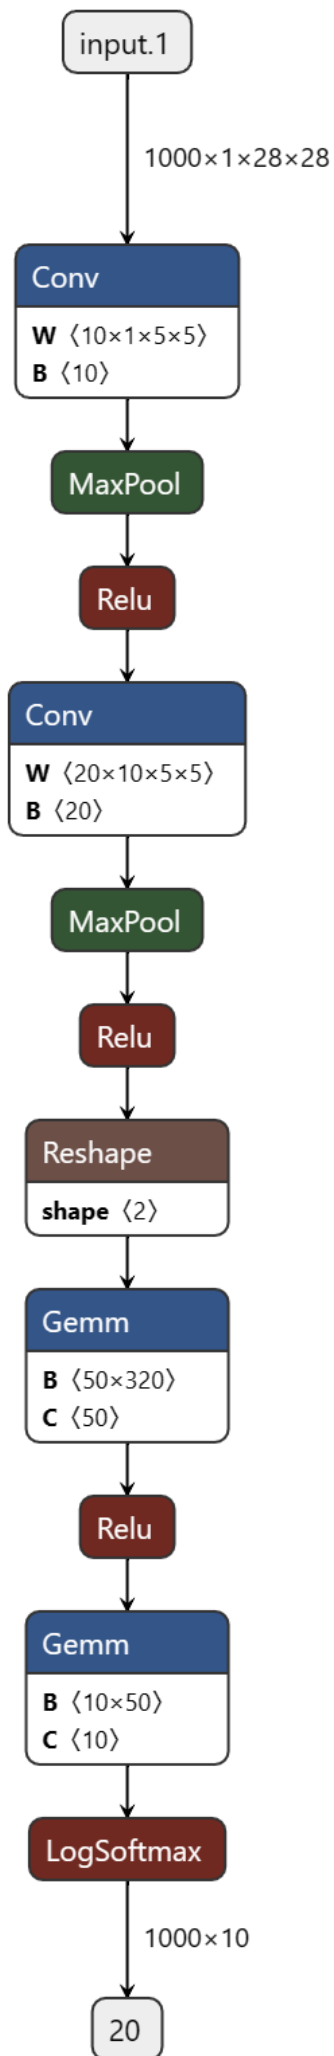 input.1
1000×1×28×28
Conv
W 〈10×1×5×5〉
B 〈10〉
MaxPool
Relu
Conv
W 〈20×10×5×5〉
B 〈20〉
MaxPool
Relu
Reshape
shape 〈2〉
Gemm
B 〈50×320〉
C 〈50〉
Relu
Gemm
B 〈10×50〉
C 〈10〉
LogSoftmax
1000×10
20